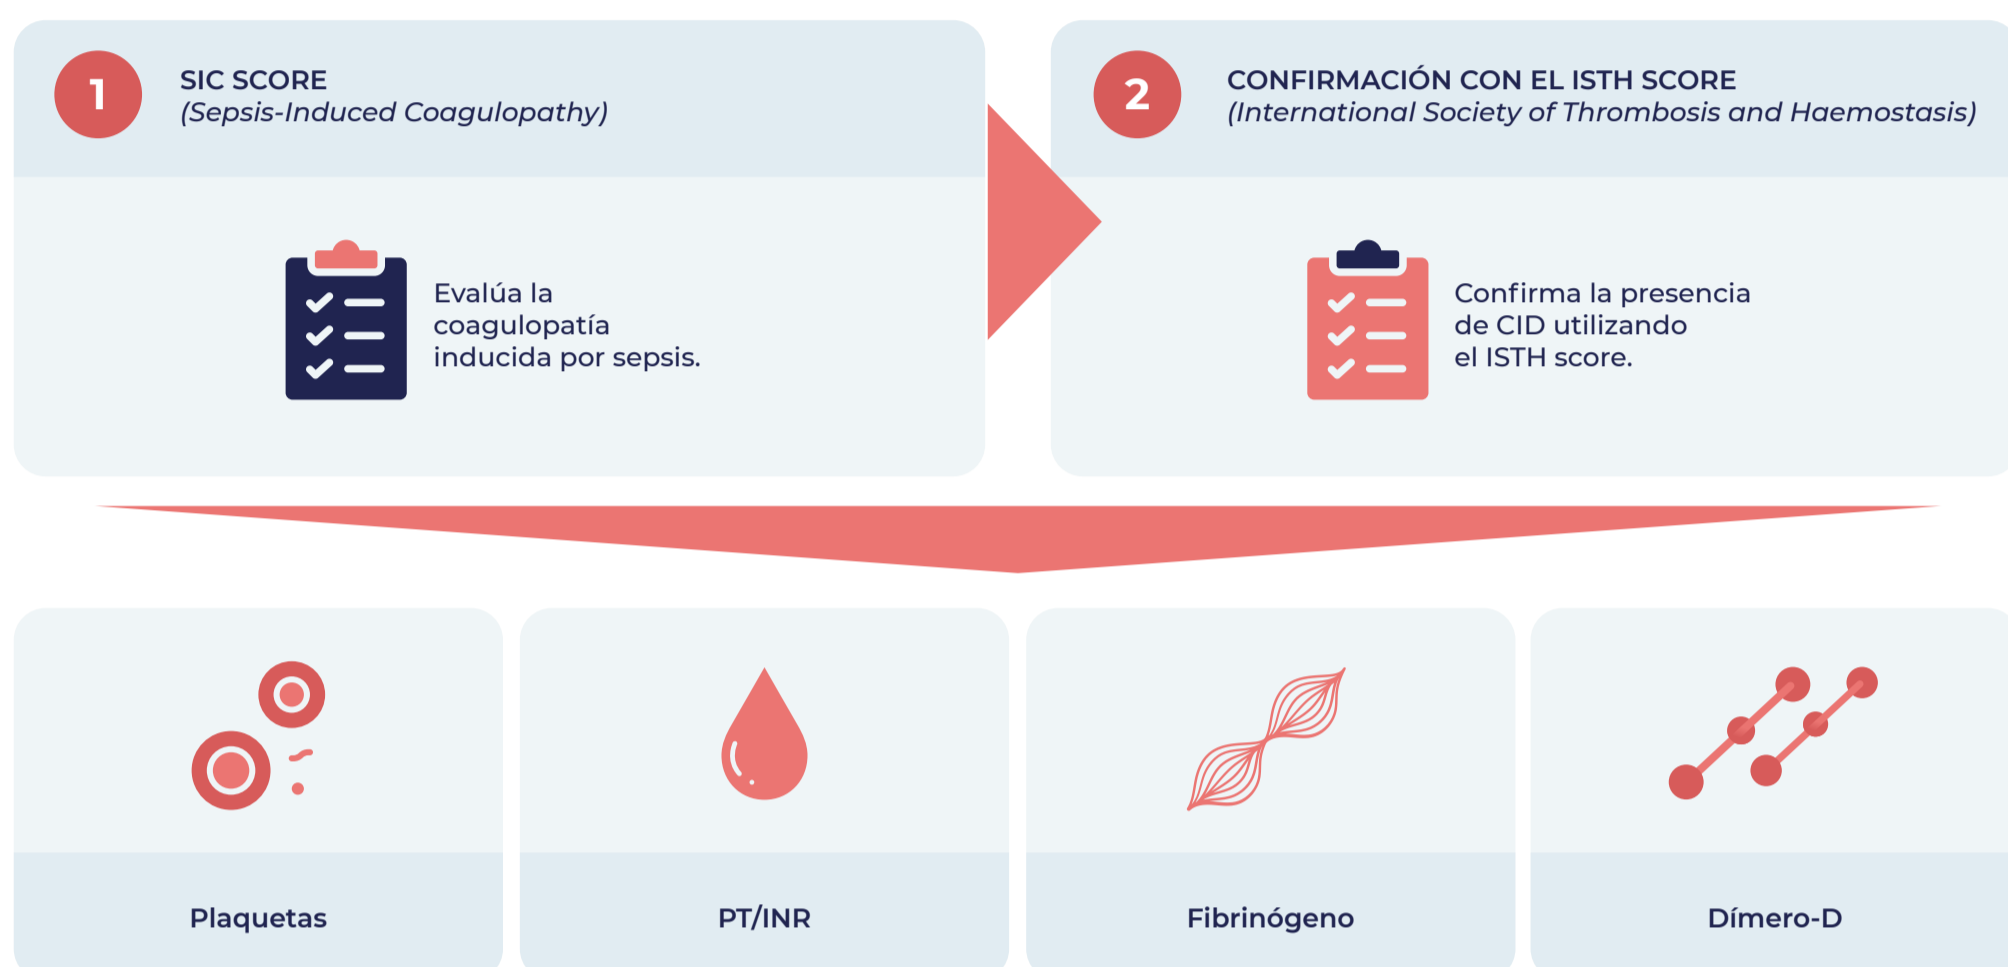 1
SIC SCORE
(Sepsis-Induced Coagulopathy)
Evalúa la
coagulopatía
inducida por sepsis.
2
CONFIRMACIÓN CON EL ISTH SCORE
(International Society of Thrombosis and Haemostasis)
Confirma la presencia
de CID utilizando
el ISTH score.
Plaquetas
PT/INR
Fibrinógeno
Dímero-D